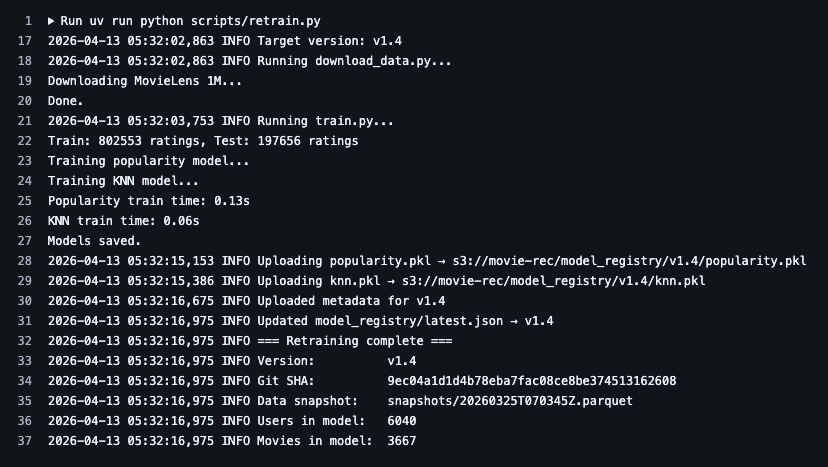 1 ▶ Run uv run python scripts/retrain.py
17 2026-04-13 05:32:02,863 INFO Target version: v1.4
18 2026-04-13 05:32:02,863 INFO Running download_data.py...
19 Downloading MovieLens 1M...
20 Done.
21 2026-04-13 05:32:03,753 INFO Running train.py...
22 Train: 802553 ratings, Test: 197656 ratings
23 Training popularity model...
24 Training KNN model...
25 Popularity train time: 0.13s
26 KNN train time: 0.06s
27 Models saved.
28 2026-04-13 05:32:15,153 INFO Uploading popularity.pkl → s3://movie-rec/model_registry/v1.4/popularity.pkl
29 2026-04-13 05:32:15,386 INFO Uploading knn.pkl → s3://movie-rec/model_registry/v1.4/knn.pkl
30 2026-04-13 05:32:16,675 INFO Uploaded metadata for v1.4
31 2026-04-13 05:32:16,975 INFO Updated model_registry/latest.json → v1.4
32 2026-04-13 05:32:16,975 INFO === Retraining complete ===
33 2026-04-13 05:32:16,975 INFO Version: v1.4
34 2026-04-13 05:32:16,975 INFO Git SHA: 9ec04a1d1d4b78eba7fac08ce8be374513162608
35 2026-04-13 05:32:16,975 INFO Data snapshot: snapshots/20260325T070345Z.parquet
36 2026-04-13 05:32:16,975 INFO Users in model: 6040
37 2026-04-13 05:32:16,975 INFO Movies in model: 3667